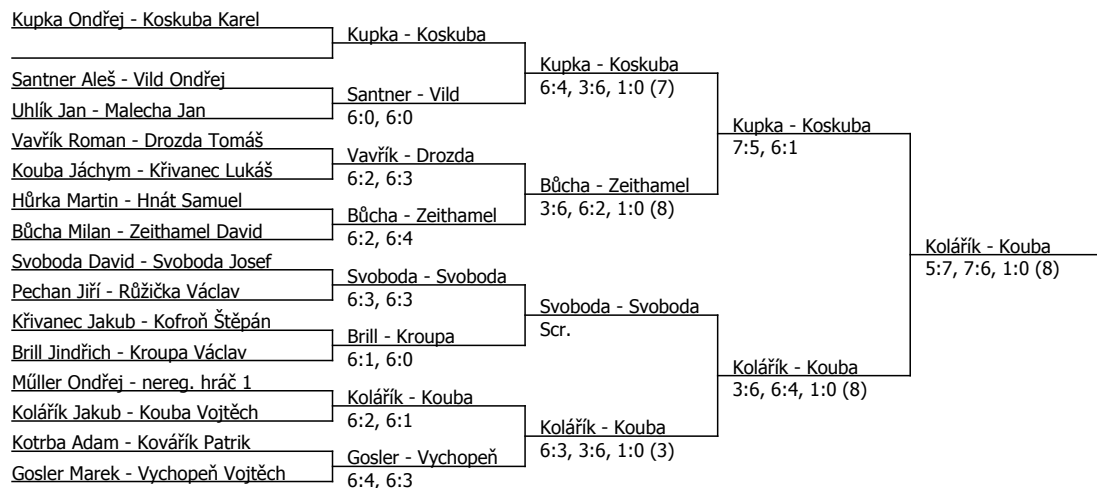 Kupka Ondřej - Koskuba Karel
Santner Aleš - Vild Ondřej
Uhlík Jan - Malecha Jan
Vavřík Roman - Drozda Tomáš
Kouba Jáchym - Křivanec Lukáš
Hůrka Martin - Hnát Samuel
Bůcha Milan - Zeithamel David
Svoboda David - Svoboda Josef
Pechan Jiří - Růžička Václav
Křivanec Jakub - Kofroň Štěpán
Brill Jindřich - Kroupa Václav
Műller Ondřej - nereg. hráč 1
Kolářík Jakub - Kouba Vojtěch
Kotrba Adam - Kovářík Patrik
Gosler Marek - Vychopeň Vojtěch
Kupka - Koskuba
Santner - Vild
6:0, 6:0
Vavřík - Drozda
6:2, 6:3
Bůcha - Zeithamel
6:2, 6:4
Svoboda - Svoboda
6:3, 6:3
Brill - Kroupa
6:1, 6:0
Kolářík - Kouba
6:2, 6:1
Gosler - Vychopeň
6:4, 6:3
Kupka - Koskuba
6:4, 3:6, 1:0 (7)
Bůcha - Zeithamel
3:6, 6:2, 1:0 (8)
Svoboda - Svoboda
Scr.
Kolářík - Kouba
6:3, 3:6, 1:0 (3)
Kupka - Koskuba
7:5, 6:1
Kolářík - Kouba
3:6, 6:4, 1:0 (8)
Kolářík - Kouba
5:7, 7:6, 1:0 (8)